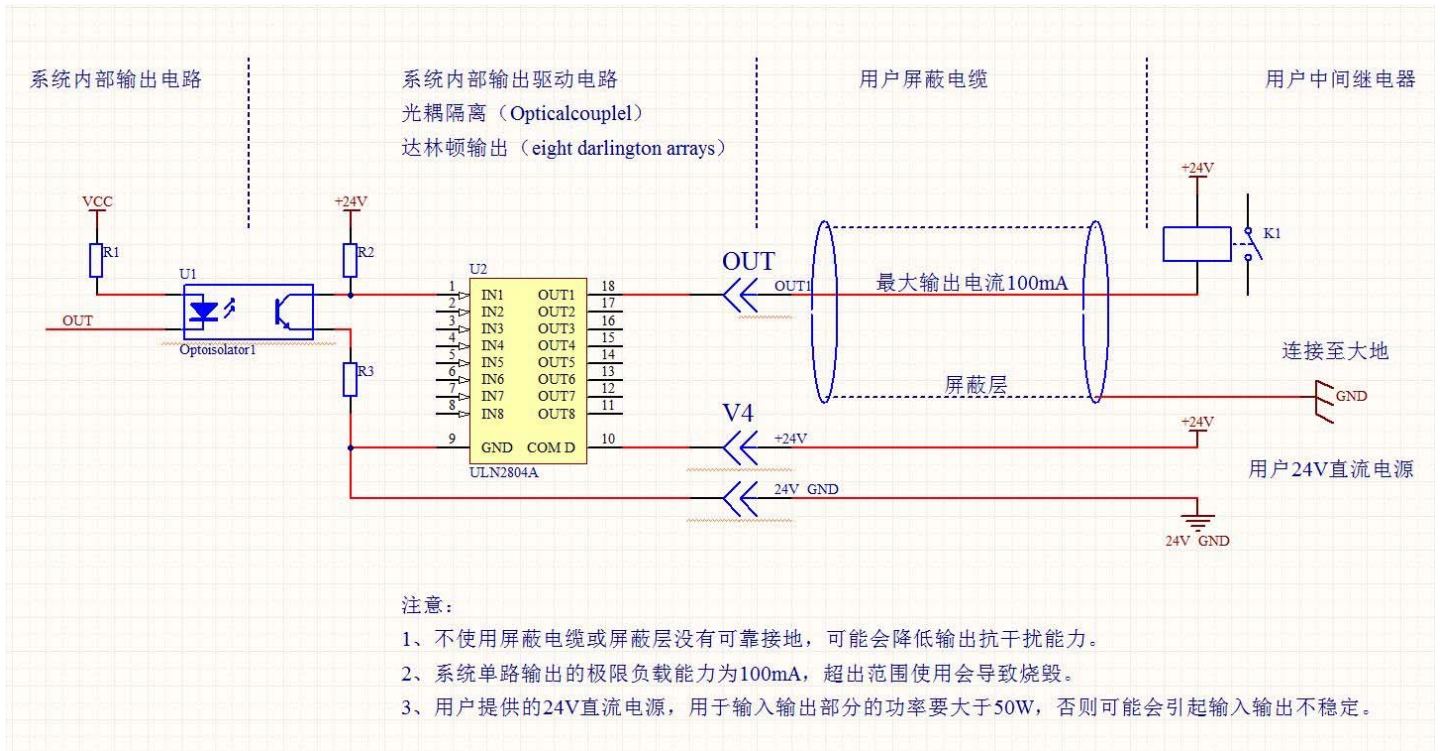 系统内部输出电路
系统内部输出驱动电路
用户屏蔽电缆
用户中间继电器
光耦隔离（Opticalcouplel）
达林顿输出（eight darlington arrays）
+24V
VCC
+24V
R1
R2
K1
OUT
U1
U2
OUT1
最大输出电流100mA
1 IN1 OUT1 18
2 IN2 OUT2 17
3 IN3 OUT3 16
4 IN4 OUT4 15
5 IN5 OUT5 14
6 IN6 OUT6 13
7 IN7 OUT7 12
8 IN8 OUT8 11
9 GND COM D 10
ULN2804A
OUT
Optoisolator1
R3
连接至大地
屏蔽层
GND
V4
+24V
+24V
用户24V直流电源
24V GND
24V GND
注意：
1、不使用屏蔽电缆或屏蔽层没有可靠接地，可能会降低输出抗干扰能力。
2、系统单路输出的极限负载能力为100mA，超出范围使用会导致烧毁。
3、用户提供的24V直流电源，用于输入输出部分的功率要大于50W，否则可能会引起输入输出不稳定。